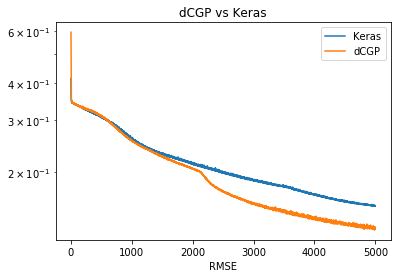 dCGP vs Keras
Keras
dCGP
6 × 10⁻¹
4 × 10⁻¹
3 × 10⁻¹
2 × 10⁻¹
0 1000 2000 3000 4000 5000
RMSE